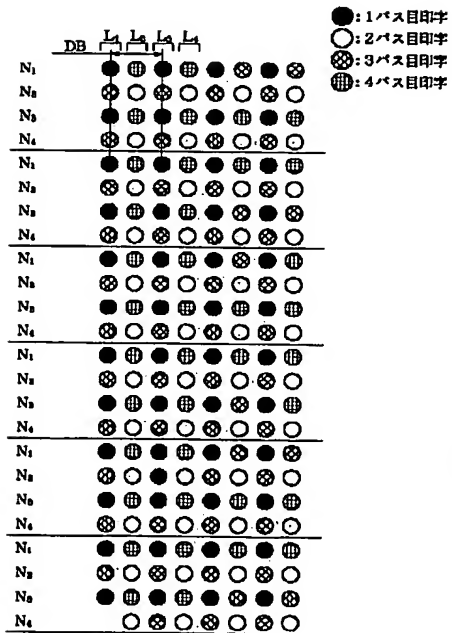 ●:1パス目印字
○:2パス目印字
:3パス目印字
:4パス目印字
DB L₁ L₂ L₃ L₄
N₁
N₂
N₃
N₄
N₁
N₂
N₃
N₄
N₁
N₂
N₃
N₄
N₁
N₂
N₃
N₄
N₁
N₂
N₃
N₄
N₁
N₂
N₃
N₄